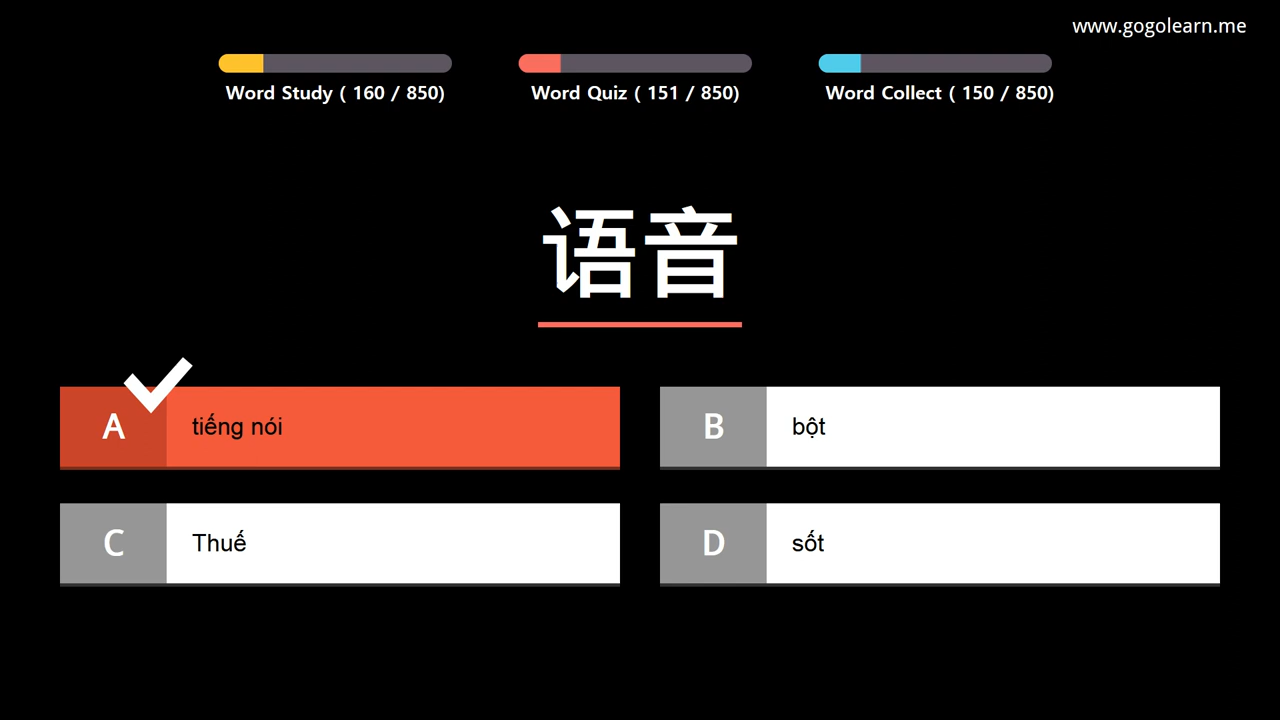 www.gogolearn.me
Word Study ( 160 / 850)
Word Quiz ( 151 / 850)
Word Collect ( 150 / 850)
语音
A tiếng nói
B bột
C Thuế
D sốt